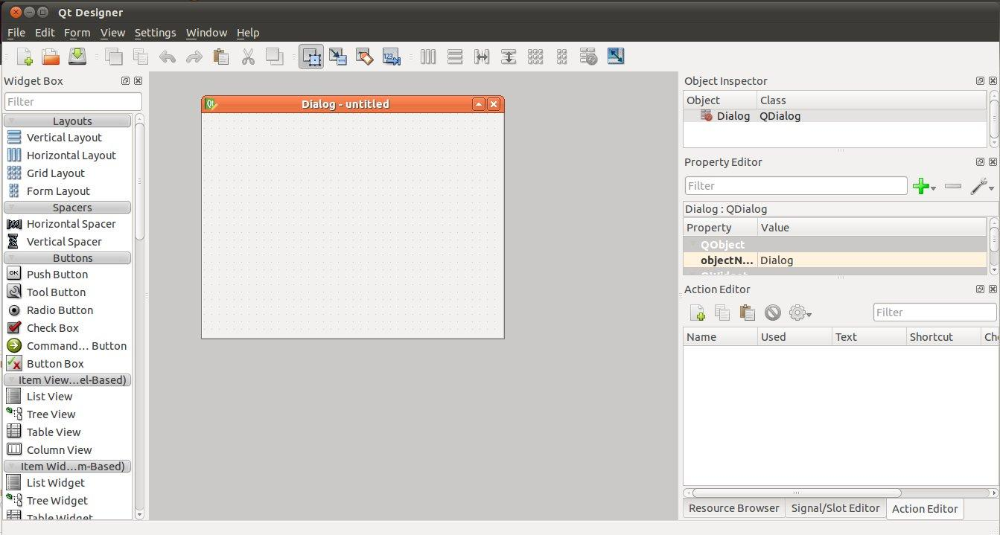 Qt Designer
File Edit Form View Settings Window Help
123
Widget Box
Filter
Layouts
Vertical Layout
Horizontal Layout
Grid Layout
Form Layout
Spacers
Horizontal Spacer
Vertical Spacer
Buttons
OK Push Button
Tool Button
Radio Button
Check Box
Command... Button
Button Box
Item View...el-Based)
List View
Tree View
Table View
Column View
Item Wid...m-Based)
List Widget
Tree Widget
Table Widget
Qt Dialog - untitled
Object Inspector
Object Class
Dialog QDialog
Property Editor
Filter
Dialog : QDialog
Property Value
QObject
objectN... Dialog
QWidget
Action Editor
Filter
Name Used Text Shortcut Che
Resource Browser Signal/Slot Editor Action Editor